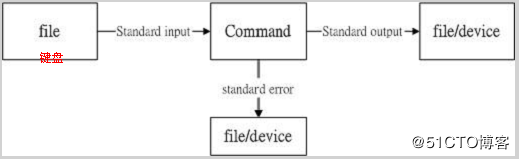 file
键盘
Standard input
Command
Standard output
file/device
standard error
file/device
@51CTO博客